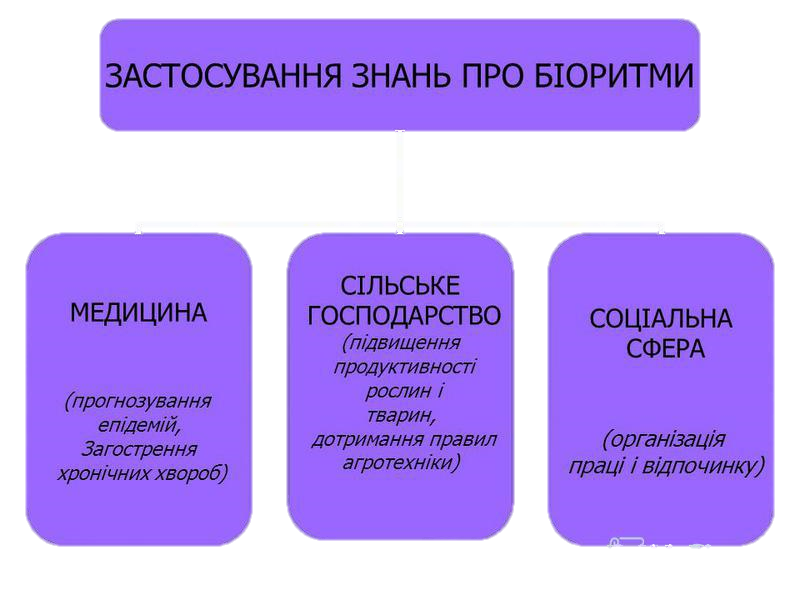 ЗАСТОСУВАННЯ ЗНАНЬ ПРО БІОРИТМИ
МЕДИЦИНА
(прогнозування
епідемій,
Загострення
хронічних хвороб)
СІЛЬСЬКЕ
ГОСПОДАРСТВО
(підвищення
продуктивності
рослин і
тварин,
дотримання правил
агротехніки)
СОЦІАЛЬНА
СФЕРА
(організація
праці і відпочинку)